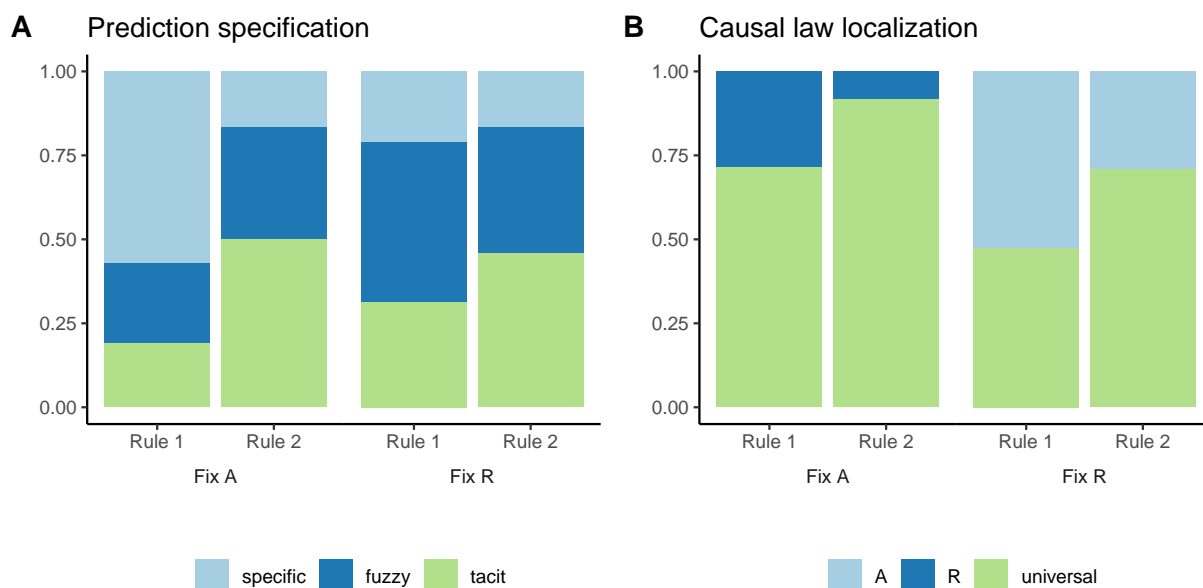 A Prediction specification
1.00
0.75
0.50
0.25
0.00
Rule 1 Rule 2 Rule 1 Rule 2
Fix A Fix R
specific fuzzy tacit
B Causal law localization
1.00
0.75
0.50
0.25
0.00
Rule 1 Rule 2 Rule 1 Rule 2
Fix A Fix R
A R universal